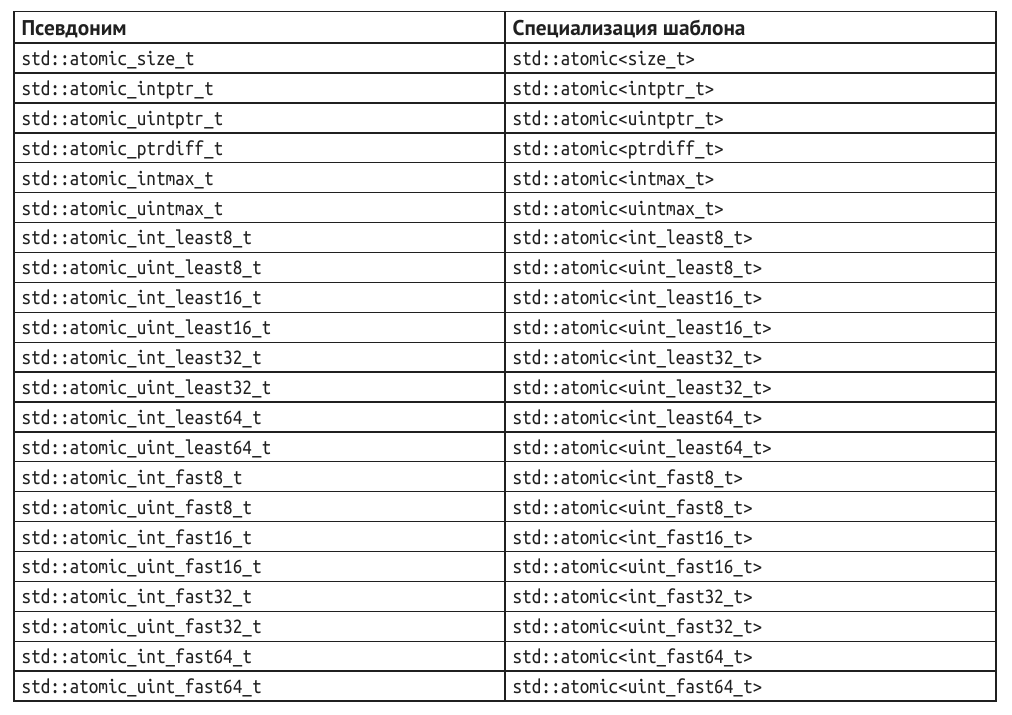 Псевдоним Специализация шаблона
std::atomic_size_t std::atomic<size_t>
std::atomic_intptr_t std::atomic<intptr_t>
std::atomic_uintptr_t std::atomic<uintptr_t>
std::atomic_ptrdiff_t std::atomic<ptrdiff_t>
std::atomic_intmax_t std::atomic<intmax_t>
std::atomic_uintmax_t std::atomic<uintmax_t>
std::atomic_int_least8_t std::atomic<int_least8_t>
std::atomic_uint_least8_t std::atomic<uint_least8_t>
std::atomic_int_least16_t std::atomic<int_least16_t>
std::atomic_uint_least16_t std::atomic<uint_least16_t>
std::atomic_int_least32_t std::atomic<int_least32_t>
std::atomic_uint_least32_t std::atomic<uint_least32_t>
std::atomic_int_least64_t std::atomic<int_least64_t>
std::atomic_uint_least64_t std::atomic<uint_least64_t>
std::atomic_int_fast8_t std::atomic<int_fast8_t>
std::atomic_uint_fast8_t std::atomic<uint_fast8_t>
std::atomic_int_fast16_t std::atomic<int_fast16_t>
std::atomic_uint_fast16_t std::atomic<uint_fast16_t>
std::atomic_int_fast32_t std::atomic<int_fast32_t>
std::atomic_uint_fast32_t std::atomic<uint_fast32_t>
std::atomic_int_fast64_t std::atomic<int_fast64_t>
std::atomic_uint_fast64_t std::atomic<uint_fast64_t>